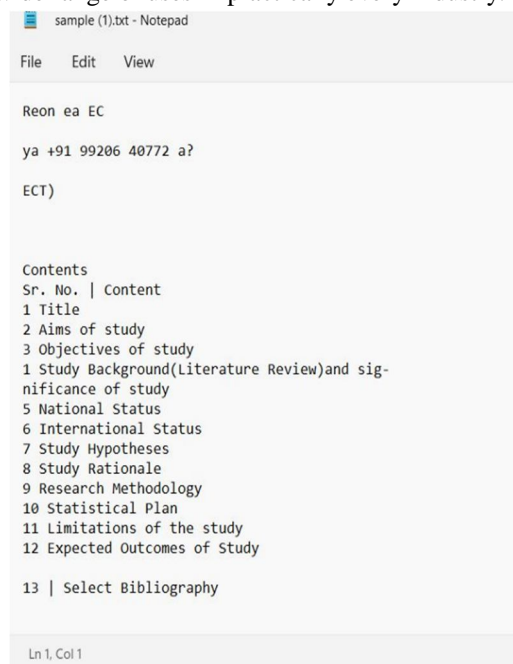 sample (1).txt - Notepad
File Edit View
Reon ea EC
ya +91 99206 40772 a?
ECT)
Contents
Sr. No. | Content
1 Title
2 Aims of study
3 Objectives of study
1 Study Background(Literature Review)and sig-
nificance of study
5 National Status
6 International Status
7 Study Hypotheses
8 Study Rationale
9 Research Methodology
10 Statistical Plan
11 Limitations of the study
12 Expected Outcomes of Study
13 | Select Bibliography
Ln 1, Col 1